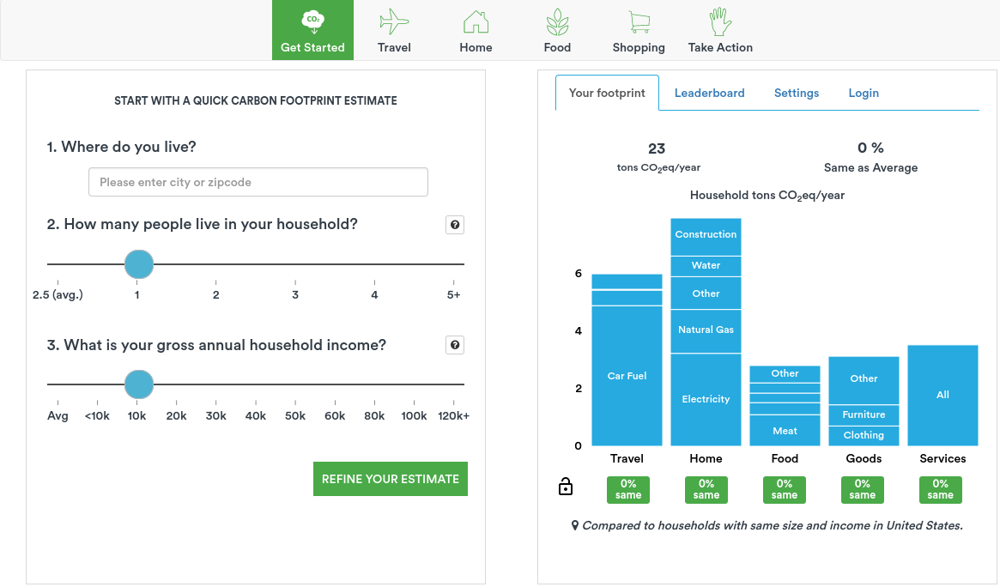 CO2
Get Started
Travel
Home
Food
Shopping
Take Action
START WITH A QUICK CARBON FOOTPRINT ESTIMATE
1. Where do you live?
Please enter city or zipcode
2. How many people live in your household?
?
2.5 (avg.) 1 2 3 4 5+
3. What is your gross annual household income?
?
Avg <10k 10k 20k 30k 40k 50k 60k 80k 100k 120k+
REFINE YOUR ESTIMATE
Your footprint Leaderboard Settings Login
23
tons CO2eq/year
0 %
Same as Average
Household tons CO2eq/year
6
4
2
0
Car Fuel
Construction
Water
Other
Natural Gas
Electricity
Other
Meat
Other
Furniture
Clothing
All
Travel Home Food Goods Services
0% same
0% same
0% same
0% same
0% same
Compared to households with same size and income in United States.